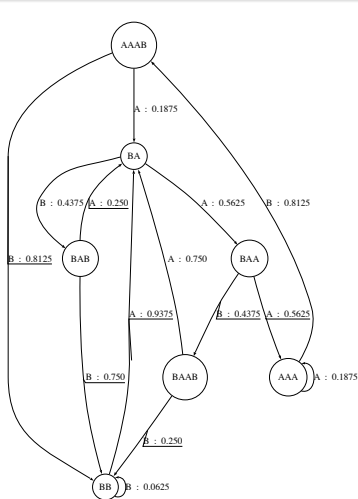 AAAB
A : 0.1875
BA
B : 0.4375
A : 0.250
A : 0.5625
B : 0.8125
B : 0.8125
BAB
A : 0.750
BAA
A : 0.9375
B : 0.4375
A : 0.5625
B : 0.750
BAAB
AAA
A : 0.1875
B : 0.250
BB
B : 0.0625